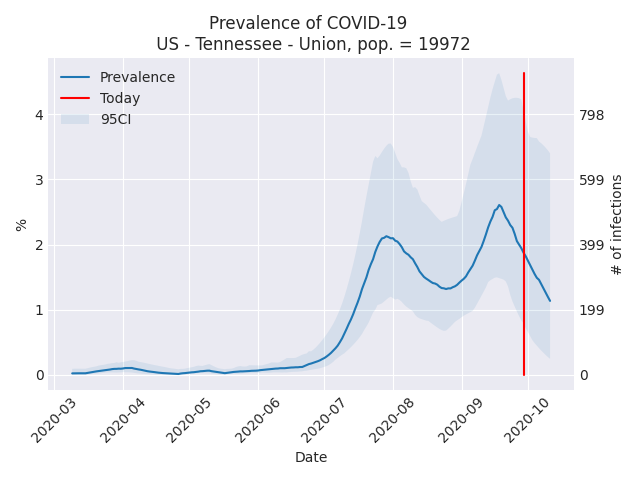 Prevalence of COVID-19
US - Tennessee - Union, pop. = 19972
Prevalence
Today
95CI
4
3
2
1
0
%
798
599
399
199
0
# of infections
2020-03
2020-04
2020-05
2020-06
2020-07
2020-08
2020-09
2020-10
Date